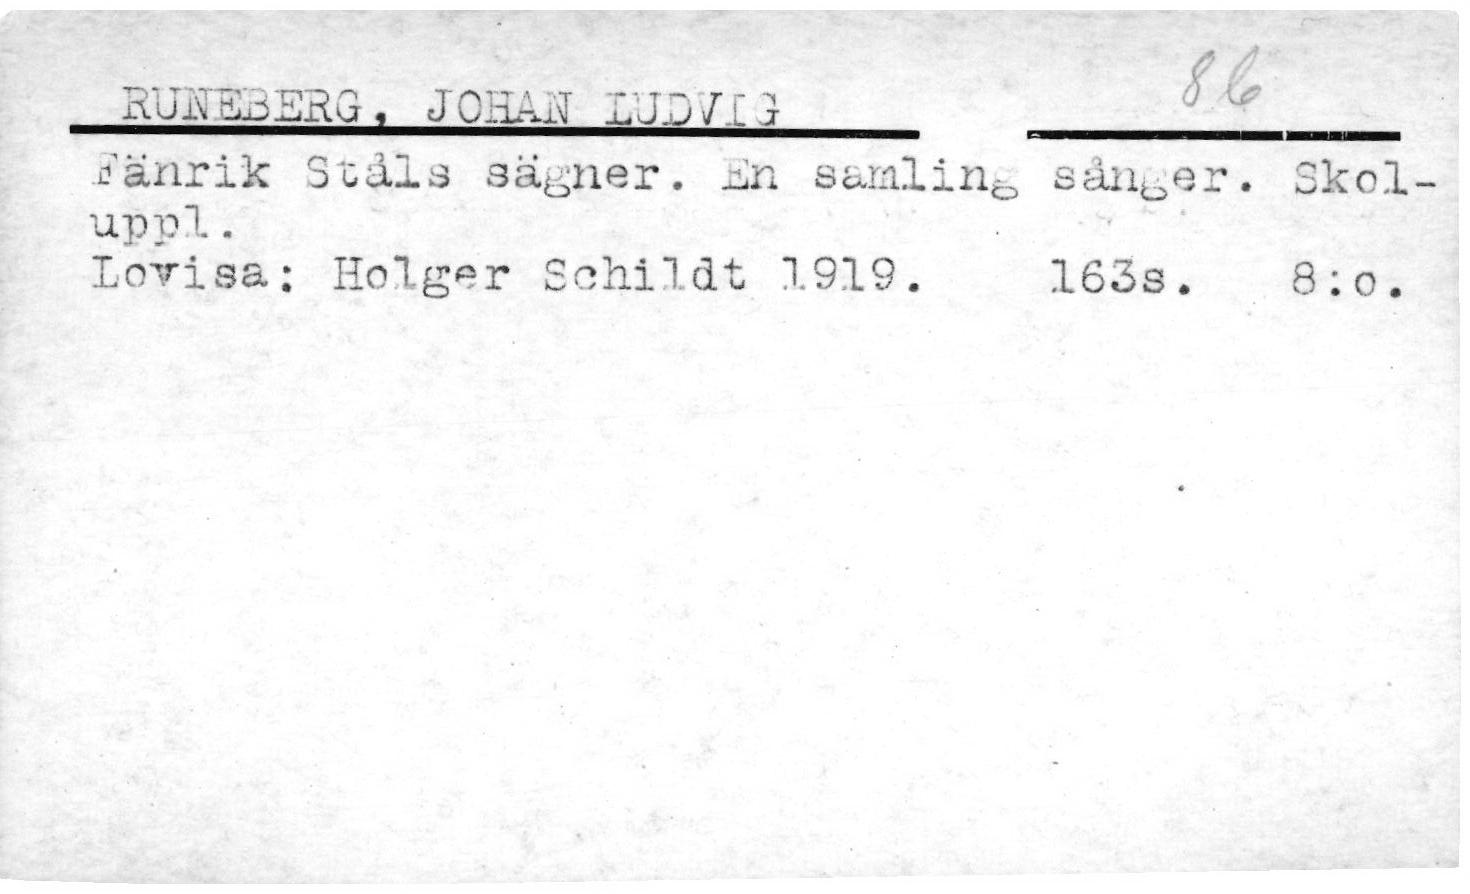 RUNEBERG, JOHAN LUDVIG 86
Fänrik Ståls sägner. En samling sånger. Skol-
uppl.
Lovisa: Holger Schildt 1919. 163s. 8:o.